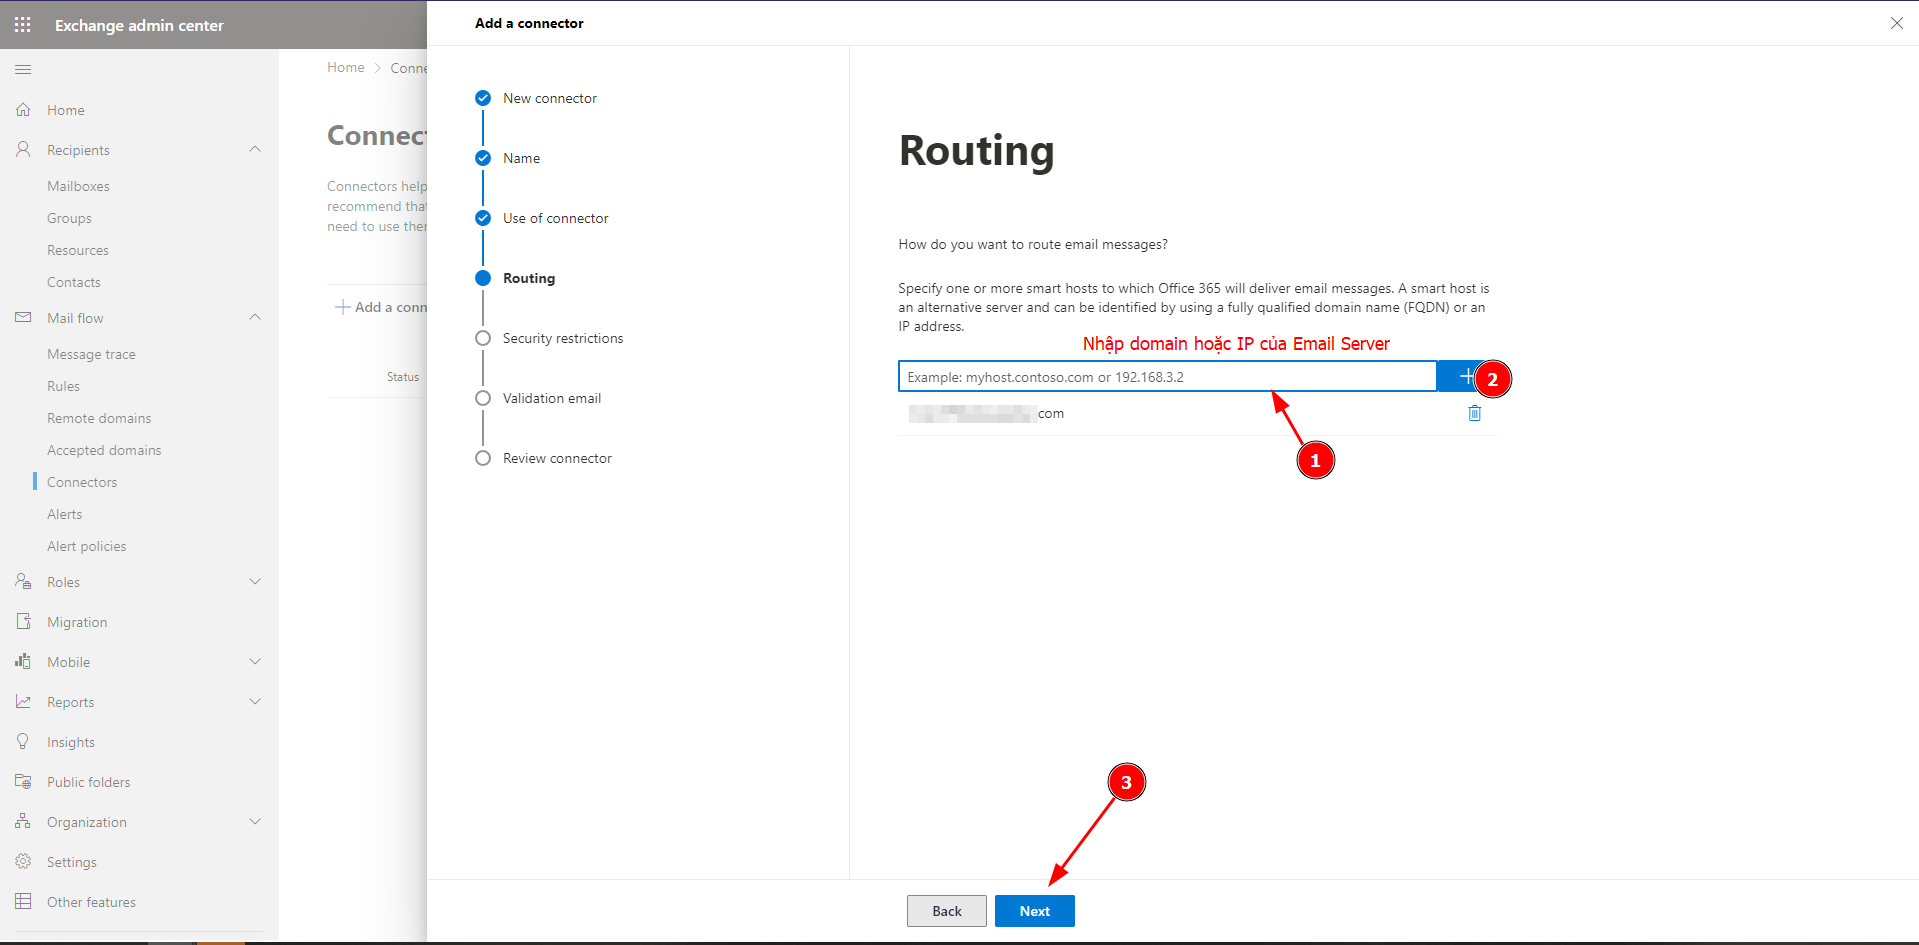 Exchange admin center
Home
Recipients
Mailboxes
Groups
Resources
Contacts
Mail flow
Message trace
Rules
Remote domains
Accepted domains
Connectors
Alerts
Alert policies
Roles
Migration
Mobile
Reports
Insights
Public folders
Organization
Settings
Other features
Home > Conne
Connect
Connectors help
recommend that
need to use ther
+ Add a conn
Status
Add a connector
New connector
Name
Use of connector
Routing
Security restrictions
Validation email
Review connector
Routing
How do you want to route email messages?
Specify one or more smart hosts to which Office 365 will deliver email messages. A smart host is
an alternative server and can be identified by using a fully qualified domain name (FQDN) or an
IP address.
Nhập domain hoặc IP của Email Server
Example: myhost.contoso.com or 192.168.3.2
+ 2
com
1
3
Back Next